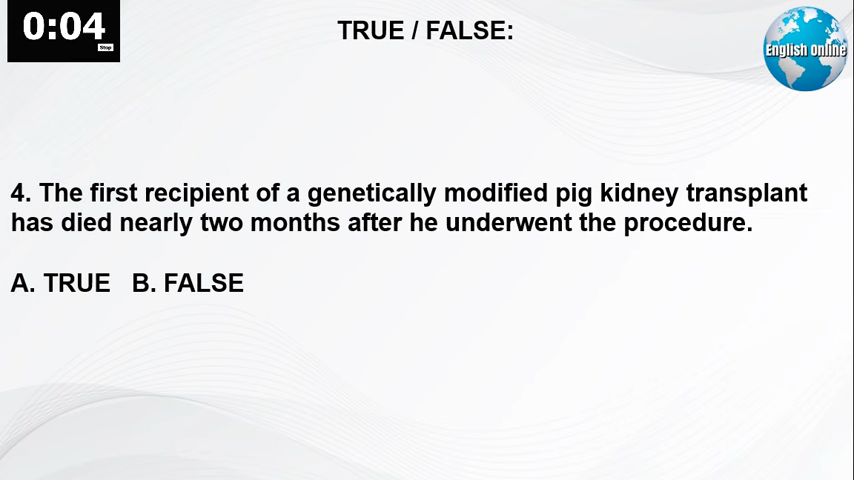 0:04
Stop
TRUE / FALSE:
English Online
4. The first recipient of a genetically modified pig kidney transplant
has died nearly two months after he underwent the procedure.
A. TRUE B. FALSE